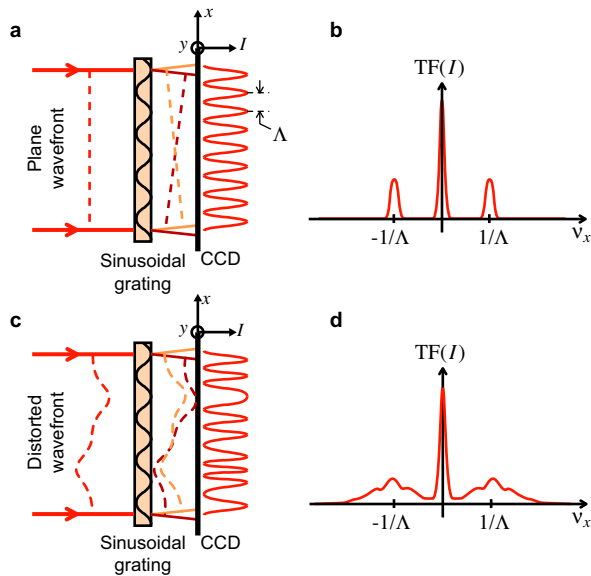 a
x
y
I
Plane
wavefront
Λ
Sinusoidal
grating
CCD
b
TF(I)
-1/Λ
1/Λ
νx
c
x
y
I
Distorted
wavefront
Sinusoidal
grating
CCD
d
TF(I)
-1/Λ
1/Λ
νx